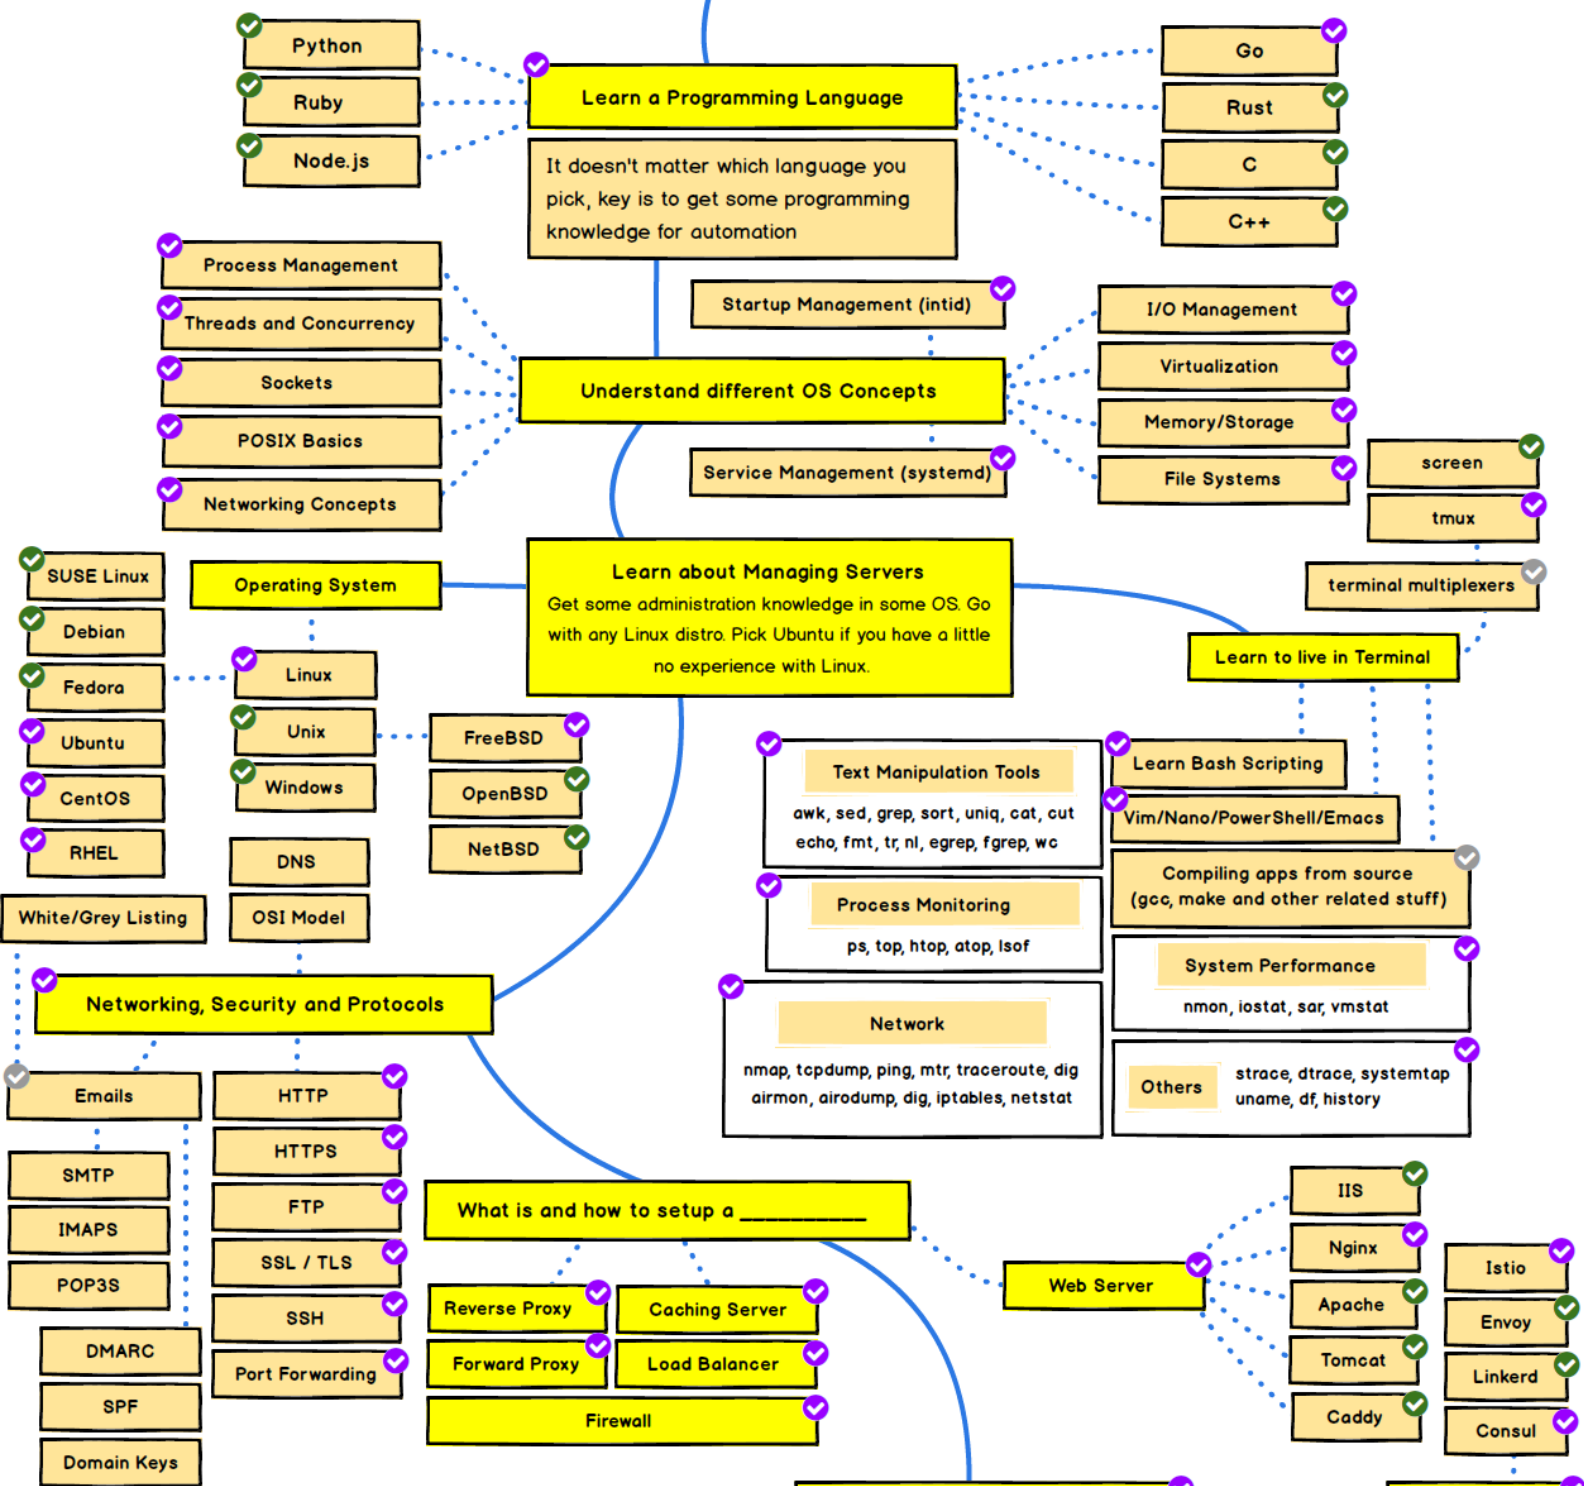 Python
Ruby
Node.js
Learn a Programming Language
It doesn't matter which language you
pick, key is to get some programming
knowledge for automation
Go
Rust
C
C++
Process Management
Threads and Concurrency
Sockets
POSIX Basics
Networking Concepts
Startup Management (intid)
Understand different OS Concepts
Service Management (systemd)
I/O Management
Virtualization
Memory/Storage
File Systems
screen
tmux
terminal multiplexers
Learn to live in Terminal
Learn about Managing Servers
Get some administration knowledge in some OS. Go
with any Linux distro. Pick Ubuntu if you have a little
no experience with Linux.
Operating System
SUSE Linux
Debian
Fedora
Ubuntu
CentOS
RHEL
Linux
Unix
Windows
FreeBSD
OpenBSD
NetBSD
Text Manipulation Tools
awk, sed, grep, sort, uniq, cat, cut
echo, fmt, tr, nl, egrep, fgrep, wc
Process Monitoring
ps, top, htop, atop, lsof
Network
nmap, tcpdump, ping, mtr, traceroute, dig
airmon, airodump, dig, iptables, netstat
Learn Bash Scripting
Vim/Nano/PowerShell/Emacs
Compiling apps from source
(gcc, make and other related stuff)
System Performance
nmon, iostat, sar, vmstat
Others
strace, dtrace, systemtap
uname, df, history
DNS
OSI Model
White/Grey Listing
Networking, Security and Protocols
Emails
SMTP
IMAPS
POP3S
DMARC
SPF
Domain Keys
HTTP
HTTPS
FTP
SSL / TLS
SSH
Port Forwarding
What is and how to setup a __________
Reverse Proxy
Caching Server
Forward Proxy
Load Balancer
Firewall
Web Server
IIS
Nginx
Apache
Tomcat
Caddy
Istio
Envoy
Linkerd
Consul